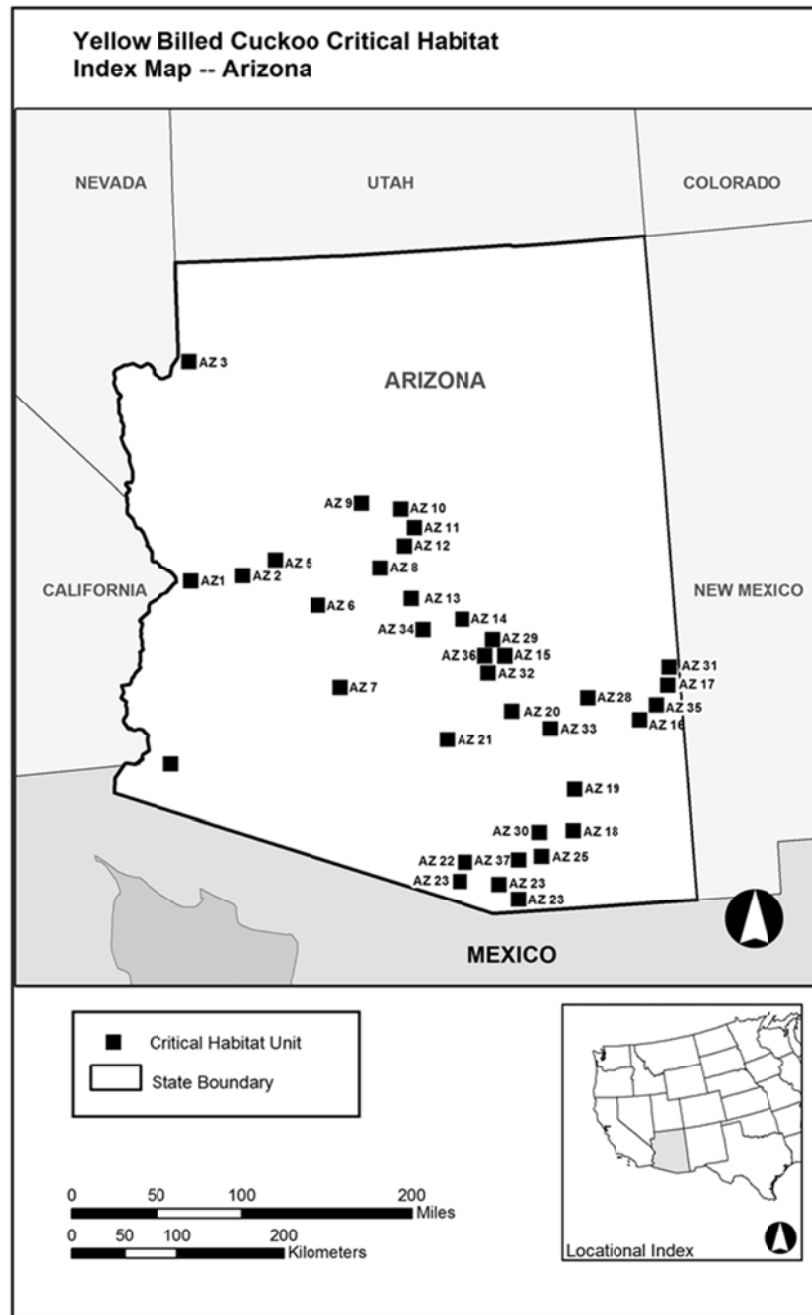 Yellow Billed Cuckoo Critical Habitat
Index Map -- Arizona
NEVADA
UTAH
COLORADO
AZ 3
ARIZONA
AZ 9
AZ 10
AZ 11
AZ 12
AZ 5
AZ 8
AZ1
AZ 2
CALIFORNIA
NEW MEXICO
AZ 6
AZ 13
AZ 14
AZ 34
AZ 29
AZ 36
AZ 15
AZ 31
AZ 32
AZ 17
AZ 7
AZ28
AZ 35
AZ 20
AZ 16
AZ 33
AZ 21
AZ 19
AZ 30
AZ 18
AZ 22
AZ 37
AZ 25
AZ 23
AZ 23
AZ 23
MEXICO
Critical Habitat Unit
State Boundary
0 50 100 200
Miles
0 50 100 200
Kilometers
Locational Index